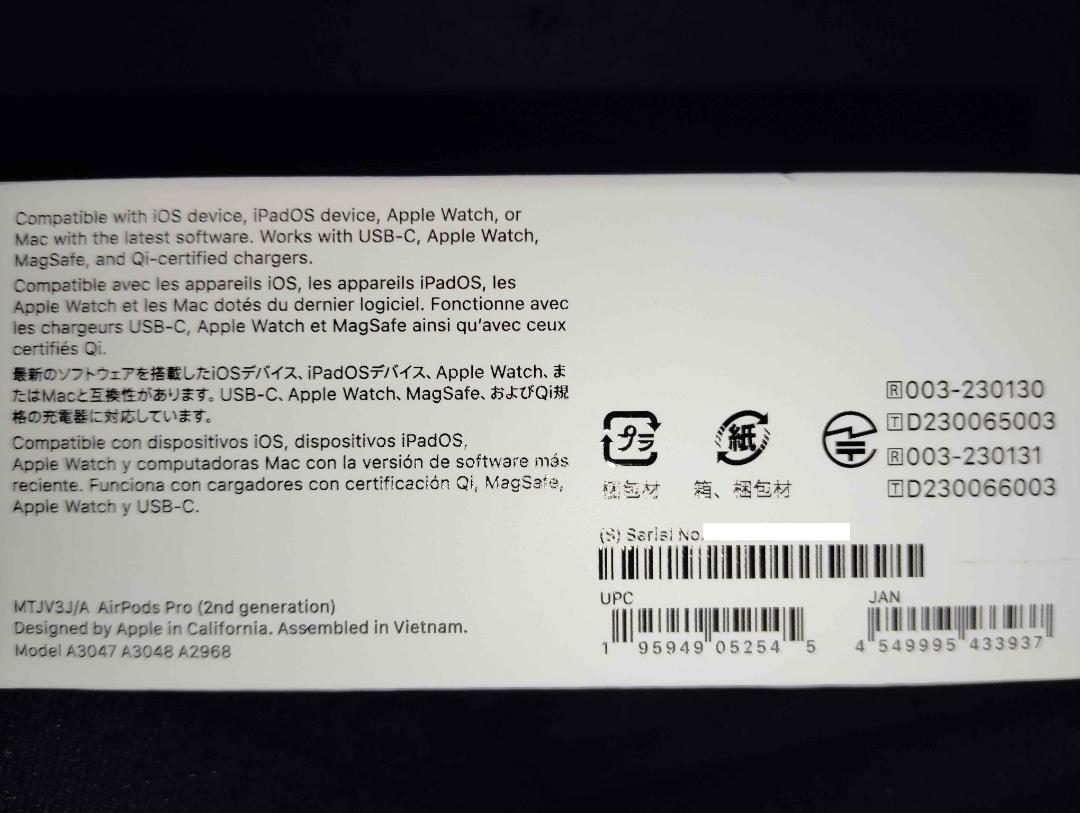 Compatible with iOS device, iPadOS device, Apple Watch, or
Mac with the latest software. Works with USB-C, Apple Watch,
MagSafe, and Qi-certified chargers.
Compatible avec les appareils iOS, les appareils iPadOS, les
Apple Watch et les Mac dotés du dernier logiciel. Fonctionne avec
les chargeurs USB-C, Apple Watch et MagSafe ainsi qu'avec ceux
certifiés Qi.
最新のソフトウェアを搭載したiOSデバイス、iPadOSデバイス、Apple Watch、ま
たはMacと互換性があります。USB-C、Apple Watch、MagSafe、およびQi規
格の充電器に対応しています。
Compatible con dispositivos iOS, dispositivos iPadOS,
Apple Watch y computadoras Mac con la versión de software más
reciente. Funciona con cargadores con certificación Qi, MagSafe,
Apple Watch y USB-C.
MTJV3J/A AirPods Pro (2nd generation)
Designed by Apple in California. Assembled in Vietnam.
Model A3047 A3048 A2968
プラ
紙
梱包材
箱、梱包材
R 003-230130
T D230065003
R 003-230131
T D230066003
(S) Serial No.
UPC
1 95949 05254 5
JAN
4 549995 433937